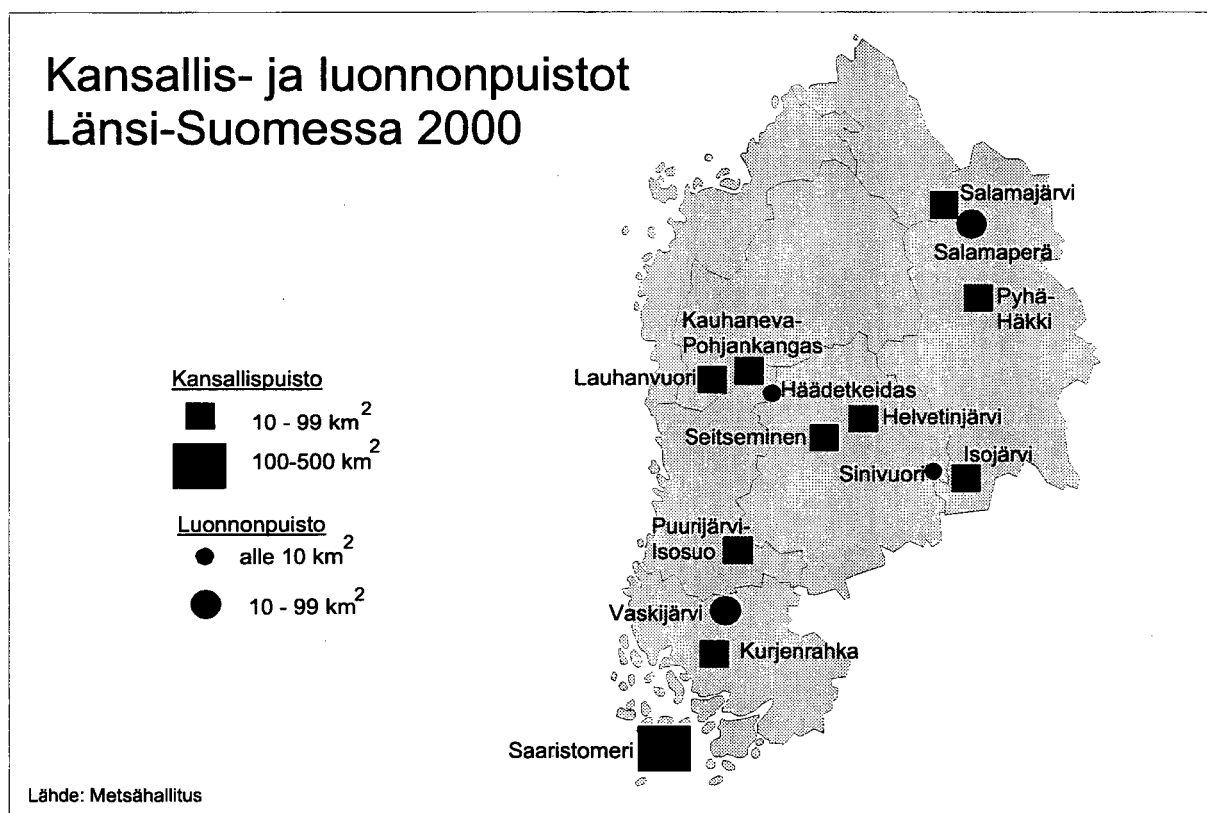 Kansallis- ja luonnonpuistot
Länsi-Suomessa 2000
Salamajärvi
Salamaperä
Pyhä-
Häkki
Kauhaneva-
Pohjankangas
Lauhanvuori
Häädetkeidas
Helvetinjärvi
Seitseminen
Isojärvi
Sinivuori
Puurijärvi-
Isosuo
Vaskijärvi
Kurjenrahka
Saaristomeri
Kansallispuisto
10 - 99 km²
100-500 km²
Luonnonpuisto
alle 10 km²
10 - 99 km²
Lähde: Metsähallitus